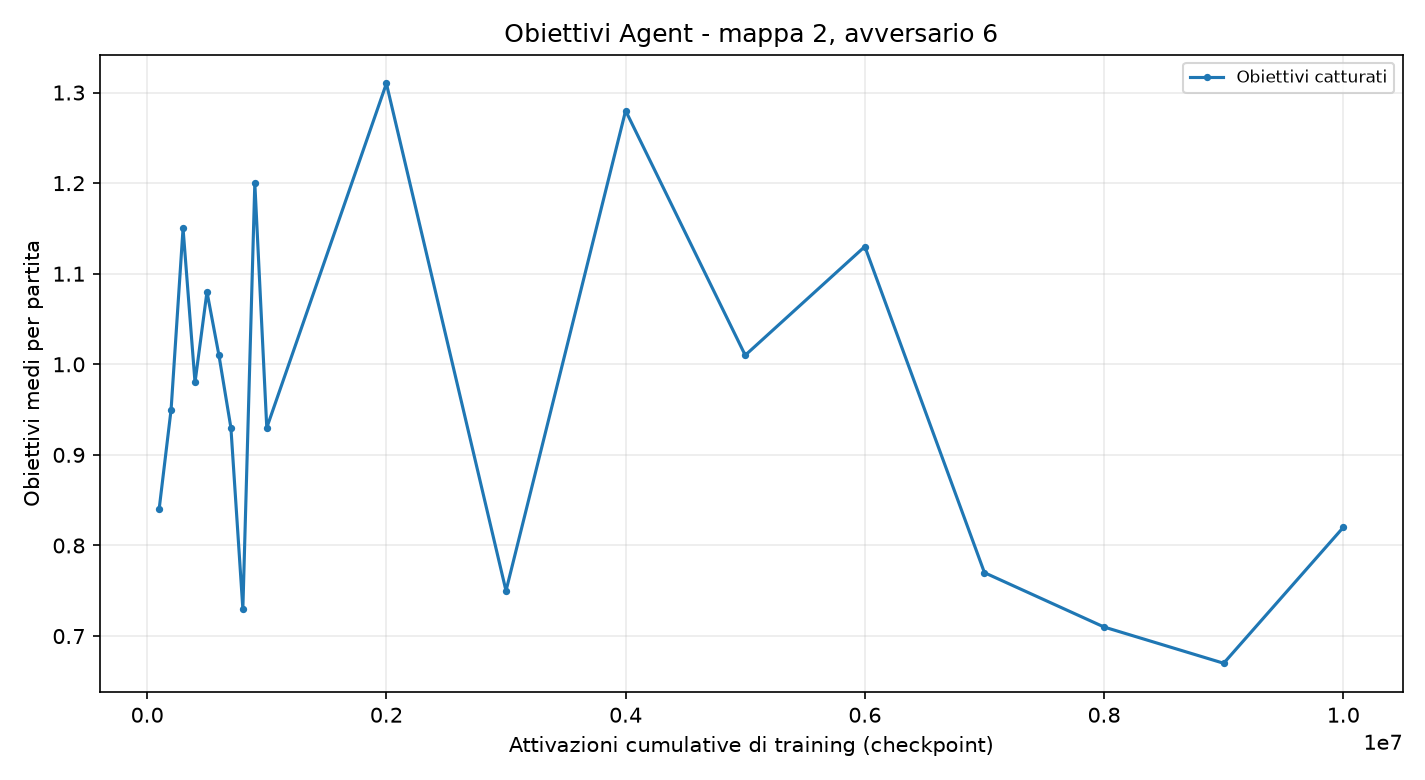 Obiettivi Agent - mappa 2, avversario 6
Obiettivi catturati
Obiettivi medi per partita
1.3
1.2
1.1
1.0
0.9
0.8
0.7
0.0 0.2 0.4 0.6 0.8 1.0
1e7
Attivazioni cumulative di training (checkpoint)